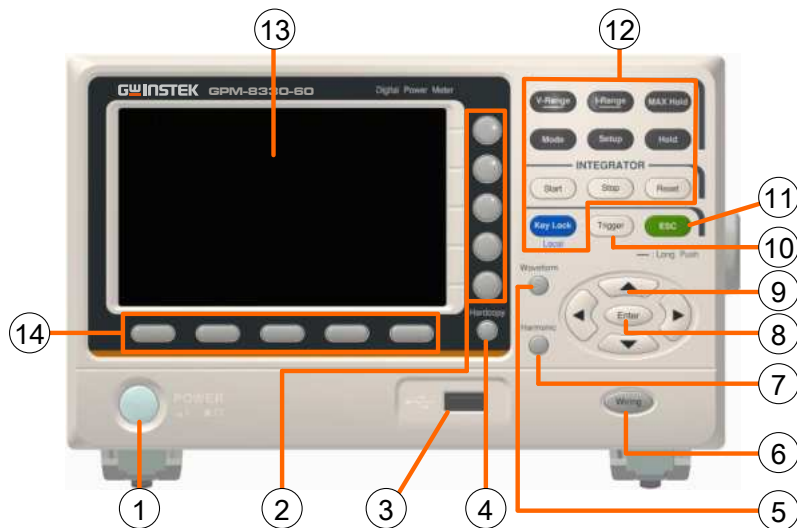 13
12
GWINSTEK GPM-8330-60 Digital Power Meter
V-Range I-Range MAX Hold
Mode Setup Hold
INTEGRATOR
Start Stop Reset
11
Key Lock Trigger ESC
Local
10
— : Long Push
Waveform
9
Hardcopy
Enter
8
14
Harmonic
7
POWER
Wiring
6
1
2
3
4
5